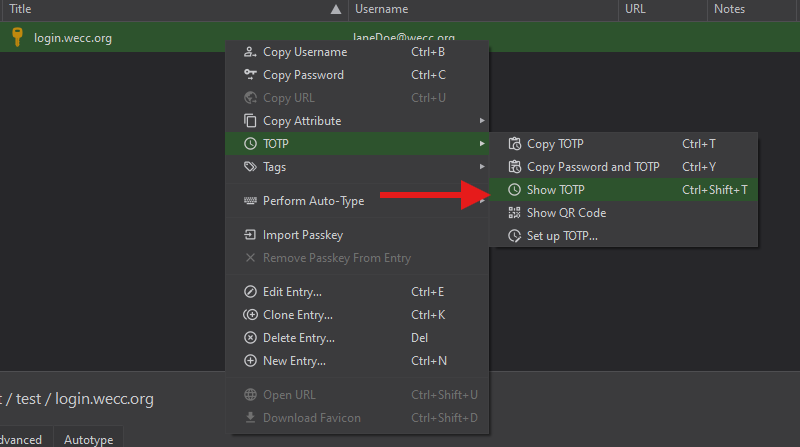 Title Username URL Notes
login.wecc.org JaneDoe@wecc.org
Copy Username Ctrl+B
Copy Password Ctrl+C
Copy URL Ctrl+U
Copy Attribute
TOTP
Copy TOTP Ctrl+T
Tags
Copy Password and TOTP Ctrl+Y
Show TOTP Ctrl+Shift+T
Perform Auto-Type
Show QR Code
Import Passkey
Set up TOTP...
Remove Passkey From Entry
Edit Entry... Ctrl+E
Clone Entry... Ctrl+K
Delete Entry... Del
New Entry... Ctrl+N
Open URL Ctrl+Shift+U
/ test / login.wecc.org
Download Favicon Ctrl+Shift+D
dvanced Autotype